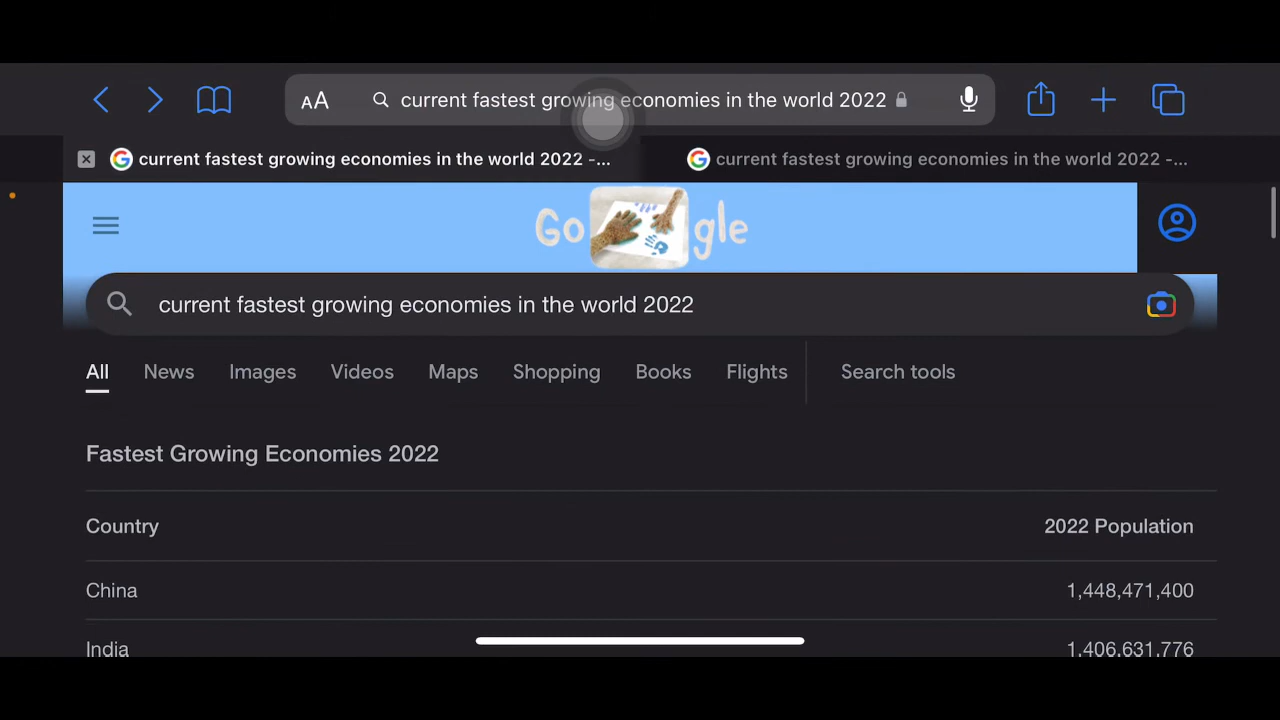 AA current fastest growing economies in the world 2022
current fastest growing economies in the world 2022 -... current fastest growing economies in the world 2022 -...
Go gle
current fastest growing economies in the world 2022
All News Images Videos Maps Shopping Books Flights Search tools
Fastest Growing Economies 2022
Country 2022 Population
China 1,448,471,400
India 1,406,631,776